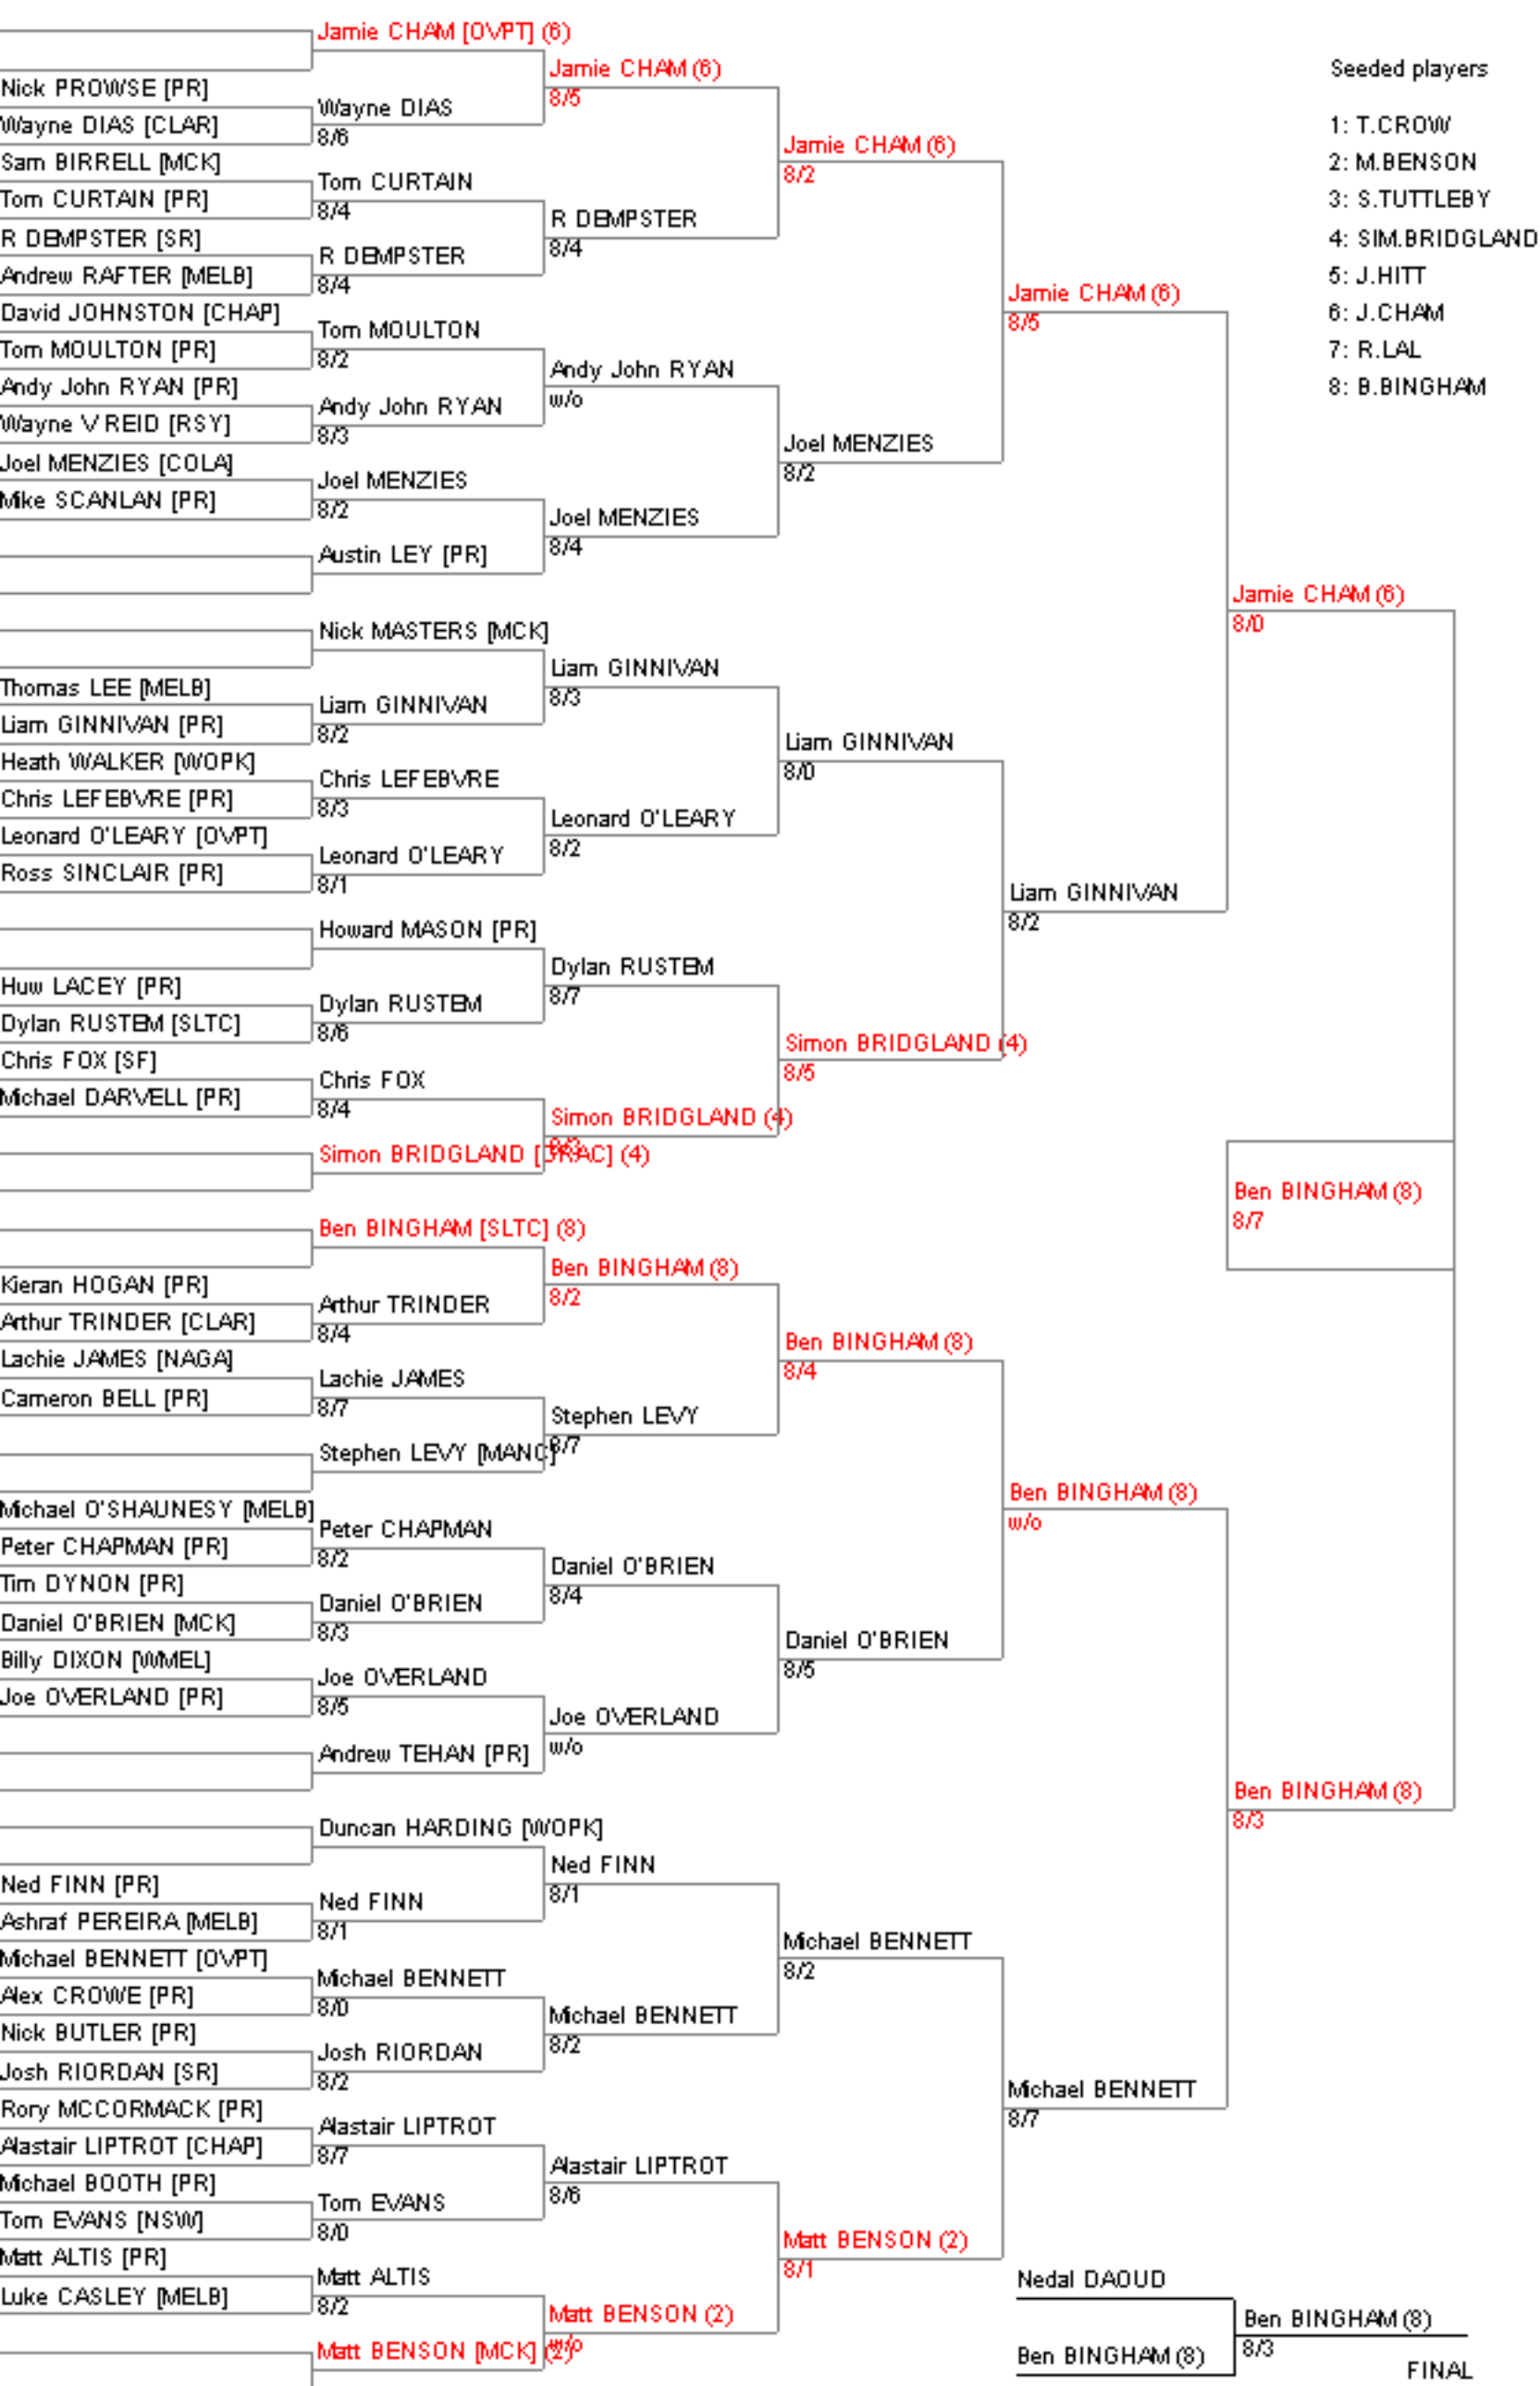 Jamie CHAM [OVPT] (6)
Jamie CHAM (6)
Seeded players
Nick PROWSE [PR]
8/5
Wayne DIAS
Wayne DIAS [CLAR]
1: T.CROW
8/6
Jamie CHAM (6)
Sam BIRRELL [MCK]
2: M.BENSON
8/2
Tom CURTAIN
Tom CURTAIN [PR]
3: S.TUTTLEBY
8/4
R DEMPSTER
R DEMPSTER [SR]
4: SIM.BRIDGLAND
8/4
R DEMPSTER
Andrew RAFTER [MELB]
5: J.HITT
8/4
Jamie CHAM (6)
David JOHNSTON [CHAP]
6: J.CHAM
8/5
Tom MOULTON
Tom MOULTON [PR]
7: R.LAL
8/2
Andy John RYAN
Andy John RYAN [PR]
8: B.BINGHAM
w/o
Andy John RYAN
Wayne V REID [RSY]
8/3
Joel MENZIES
Joel MENZIES [COLA]
8/2
Joel MENZIES
Mike SCANLAN [PR]
8/2
Joel MENZIES
8/4
Austin LEY [PR]
Jamie CHAM (6)
8/0
Nick MASTERS [MCK]
Liam GINNIVAN
Thomas LEE [MELB]
8/3
Liam GINNIVAN
Liam GINNIVAN [PR]
8/2
Liam GINNIVAN
Heath WALKER [WOPK]
8/0
Chris LEFEBVRE
Chris LEFEBVRE [PR]
8/3
Leonard O'LEARY
Leonard O'LEARY [OVPT]
8/2
Leonard O'LEARY
Ross SINCLAIR [PR]
8/1
Liam GINNIVAN
8/2
Howard MASON [PR]
Dylan RUSTEM
Huw LACEY [PR]
8/7
Dylan RUSTEM
Dylan RUSTEM [SLTC]
8/6
Simon BRIDGLAND (4)
Chris FOX [SF]
8/5
Chris FOX
Michael DARVELL [PR]
8/4
Simon BRIDGLAND (4)
Simon BRIDGLAND (4)
Ben BINGHAM (8)
8/7
Ben BINGHAM [SLTC] (8)
Ben BINGHAM (8)
Kieran HOGAN [PR]
8/2
Arthur TRINDER
Arthur TRINDER [CLAR]
8/4
Ben BINGHAM (8)
Lachie JAMES [NAGA]
8/4
Lachie JAMES
Cameron BELL [PR]
8/7
Stephen LEVY
8/7
Stephen LEVY [MANC]
Ben BINGHAM (8)
Michael O'SHAUNESY [MELB]
w/o
Peter CHAPMAN
Peter CHAPMAN [PR]
8/2
Daniel O'BRIEN
Tim DYNON [PR]
8/4
Daniel O'BRIEN
Daniel O'BRIEN [MCK]
8/3
Daniel O'BRIEN
Billy DIXON [WMEL]
8/5
Joe OVERLAND
Joe OVERLAND [PR]
8/5
Joe OVERLAND
w/o
Andrew TEHAN [PR]
Ben BINGHAM (8)
8/3
Duncan HARDING [WOPK]
Ned FINN
Ned FINN [PR]
8/1
Ned FINN
Ashraf PEREIRA [MELB]
8/1
Michael BENNETT
Michael BENNETT [OVPT]
8/2
Michael BENNETT
Alex CROWE [PR]
8/0
Michael BENNETT
Nick BUTLER [PR]
8/2
Josh RIORDAN
Josh RIORDAN [SR]
8/2
Michael BENNETT
Rory MCCORMACK [PR]
8/7
Alastair LIPTROT
Alastair LIPTROT [CHAP]
8/7
Alastair LIPTROT
Michael BOOTH [PR]
8/6
Tom EVANS
Tom EVANS [NSW]
8/0
Matt BENSON (2)
Matt ALTIS [PR]
8/1
Matt ALTIS
Nedal DAOUD
Luke CASLEY [MELB]
8/2
Matt BENSON (2)
Ben BINGHAM (8)
w/o
8/3
Matt BENSON [MCK] (2)
Ben BINGHAM (8)
FINAL